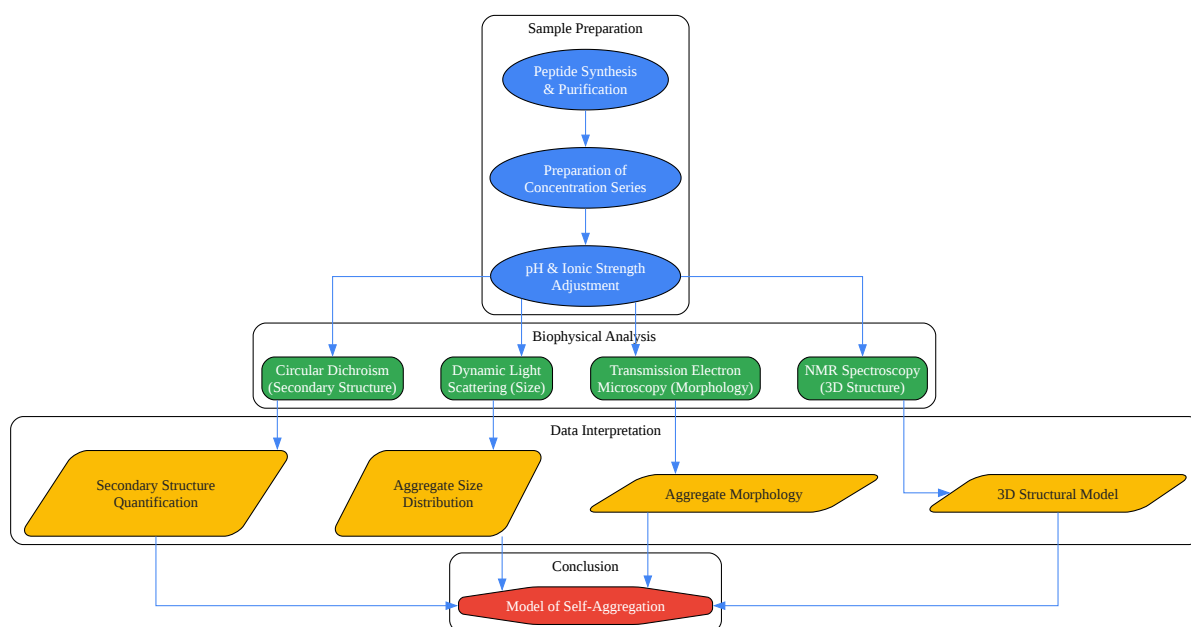 Sample Preparation
Peptide Synthesis
& Purification
Preparation of
Concentration Series
pH & Ionic Strength
Adjustment
Biophysical Analysis
Circular Dichroism
(Secondary Structure)
Dynamic Light
Scattering (Size)
Transmission Electron
Microscopy (Morphology)
NMR Spectroscopy
(3D Structure)
Data Interpretation
Secondary Structure
Quantification
Aggregate Size
Distribution
Aggregate Morphology
3D Structural Model
Conclusion
Model of Self-Aggregation